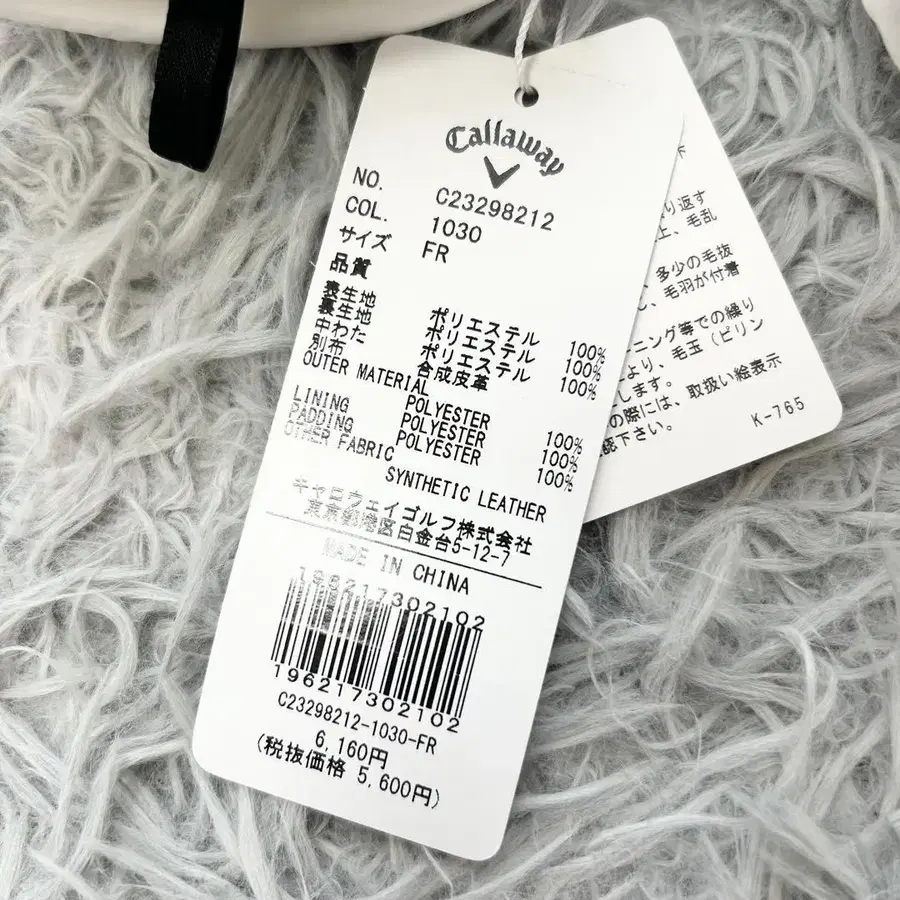 Callaway
NO. C23298212
COL. 1030
サイズ FR
品質
表生地 ポリエステル 100%
裏生地 ポリエステル 100%
中わた ポリエステル 100%
別布 合成皮革
OUTER MATERIAL
POLYESTER 100%
LINING POLYESTER 100%
PADDING POLYESTER 100%
OTHER FABRIC
SYNTHETIC LEATHER
キャロウェイゴルフ株式会社
東京都港区白金台5-12-7
MADE IN CHINA
196217302102
196217302102
C23298212-1030-FR
6,160円
(税抜価格 5,600円)
り返す
上、毛乱
多少の毛抜
毛羽が付着
ニング等での繰り
より、毛玉(ピリン
します。
の際には、取扱い絵表示
認下さい。
K-765